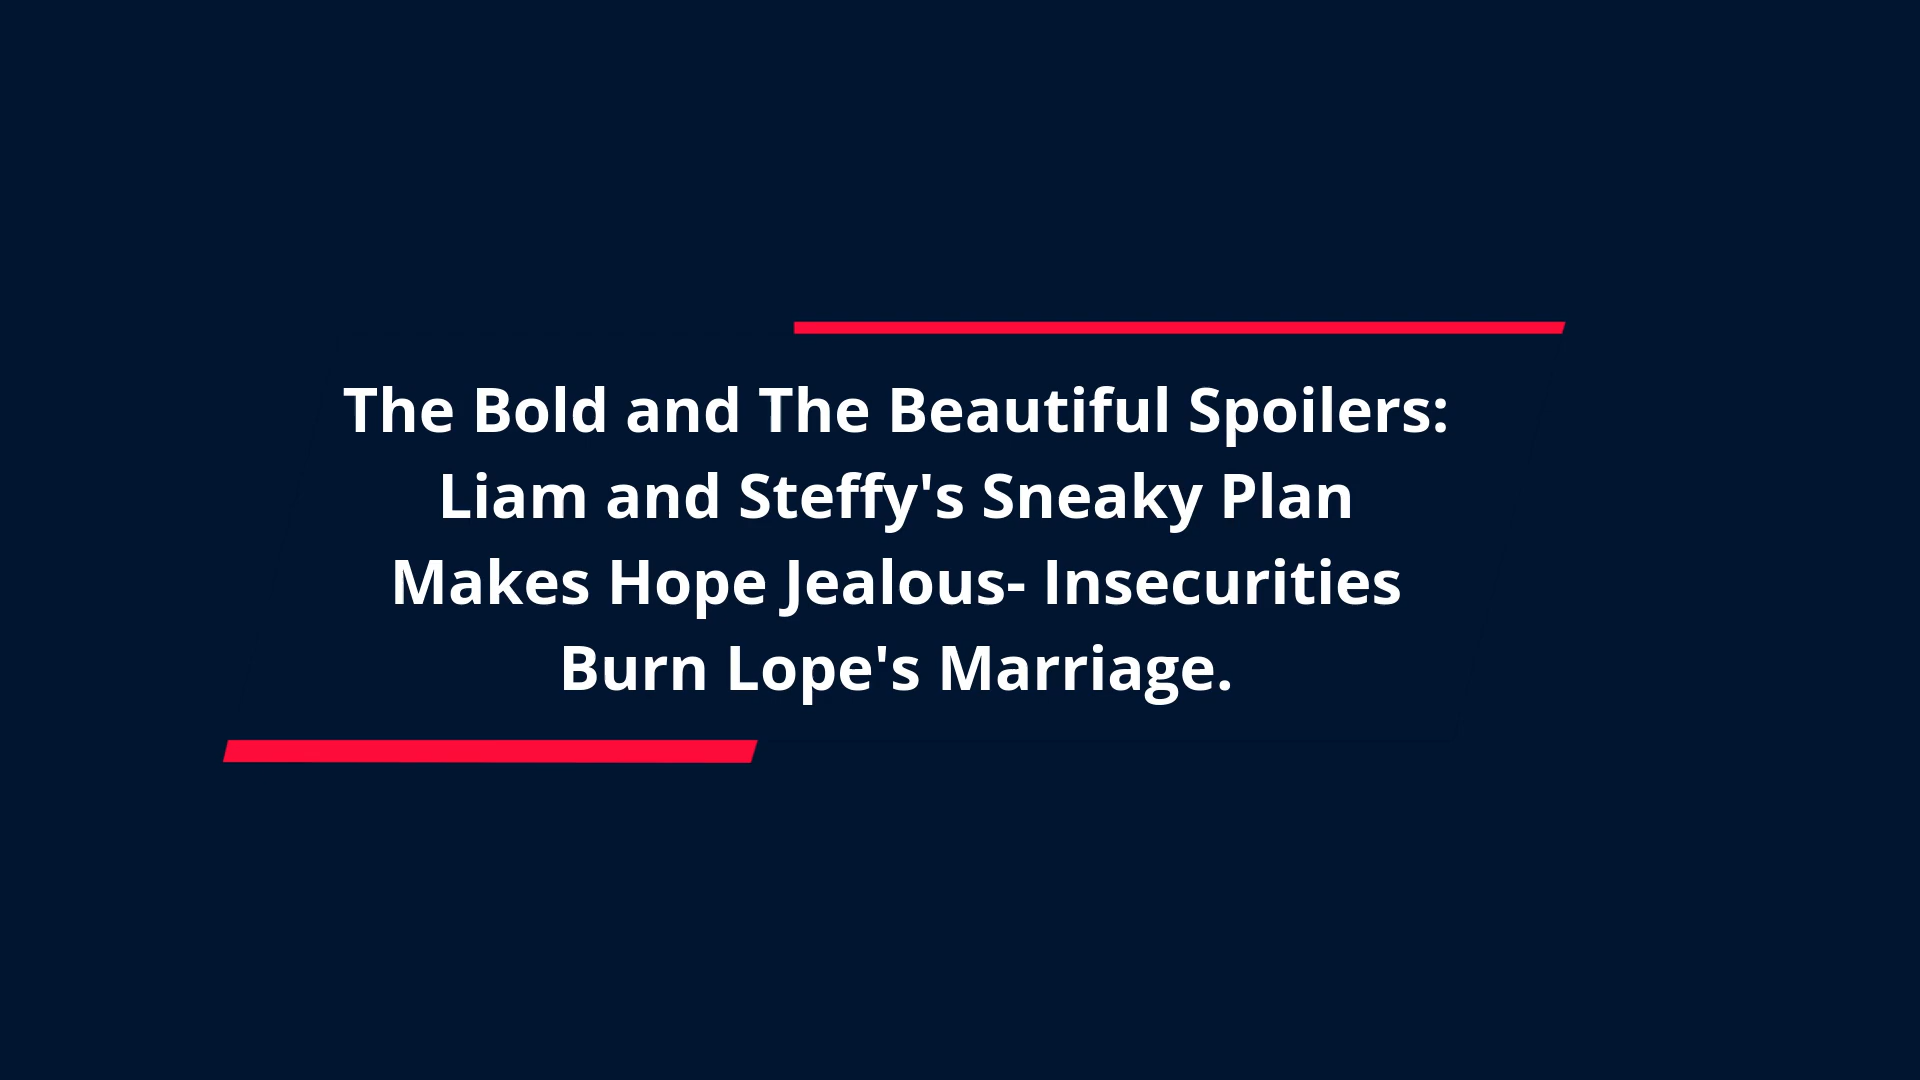 The Bold and The Beautiful Spoilers:
Liam and Steffy's Sneaky Plan
Makes Hope Jealous- Insecurities
Burn Lope's Marriage.